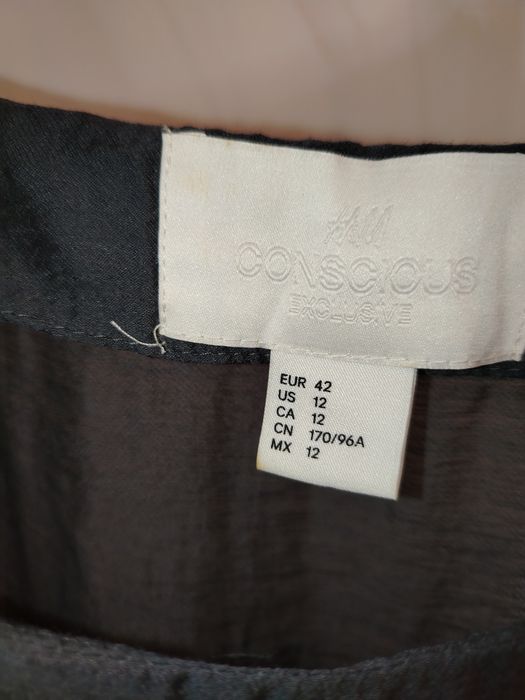 H&M
CONSCIOUS
EXCLUSIVE
EUR 42
US 12
CA 12
CN 170/96A
MX 12